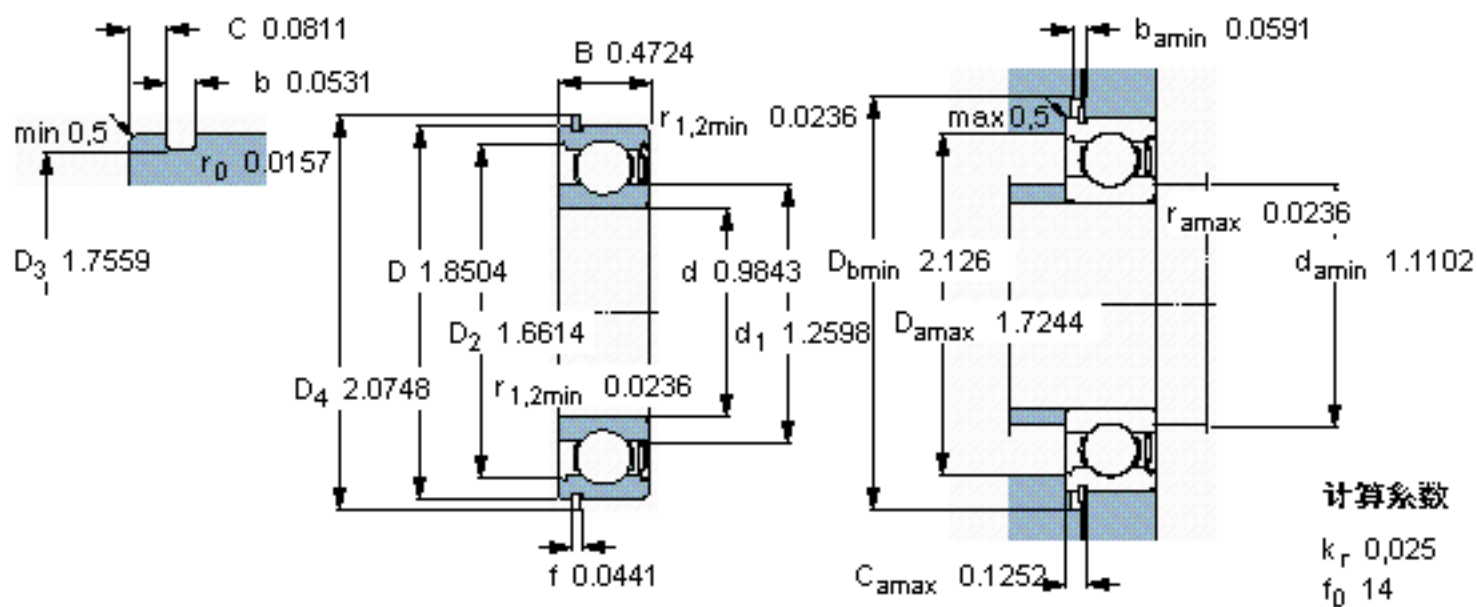 C 0.0811
b 0.0531
min 0,5
r0 0.0157
D3 1.7559
B 0.4724
r1,2min 0.0236
D 1.8504
d 0.9843
D2 1.6614
d1 1.2598
D4 2.0748
r1,2min 0.0236
f 0.0441
bamin 0.0591
max 0,5
ramax 0.0236
Dbmin 2.126
damin 1.1102
Damax 1.7244
Camax 0.1252
计算系数
kr 0,025
f0 14